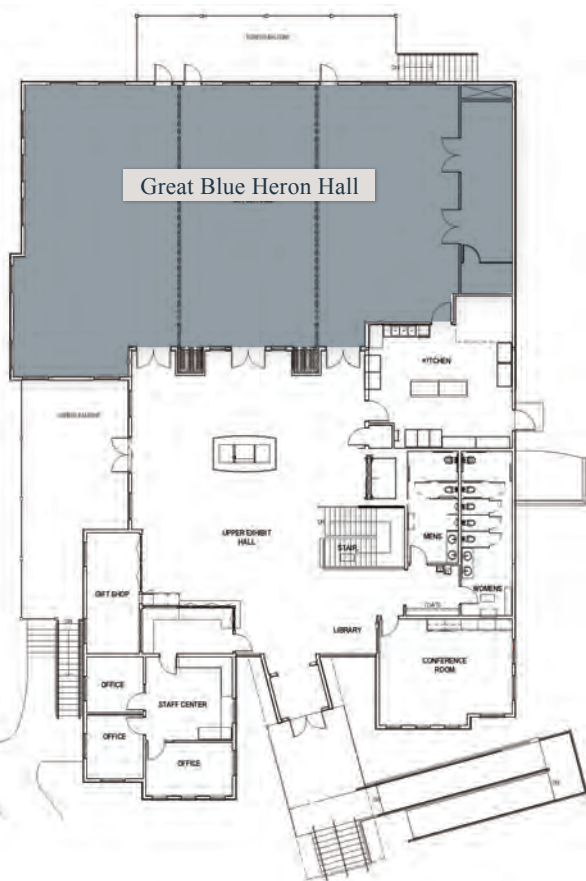 Great Blue Heron Hall
KITCHEN
UPPER EXHIBIT
HALL
STAIR
MENS
WOMENS
GIFT SHOP
LIBRARY
CONFERENCE
ROOM
OFFICE
STAFF CENTER
OFFICE
OFFICE